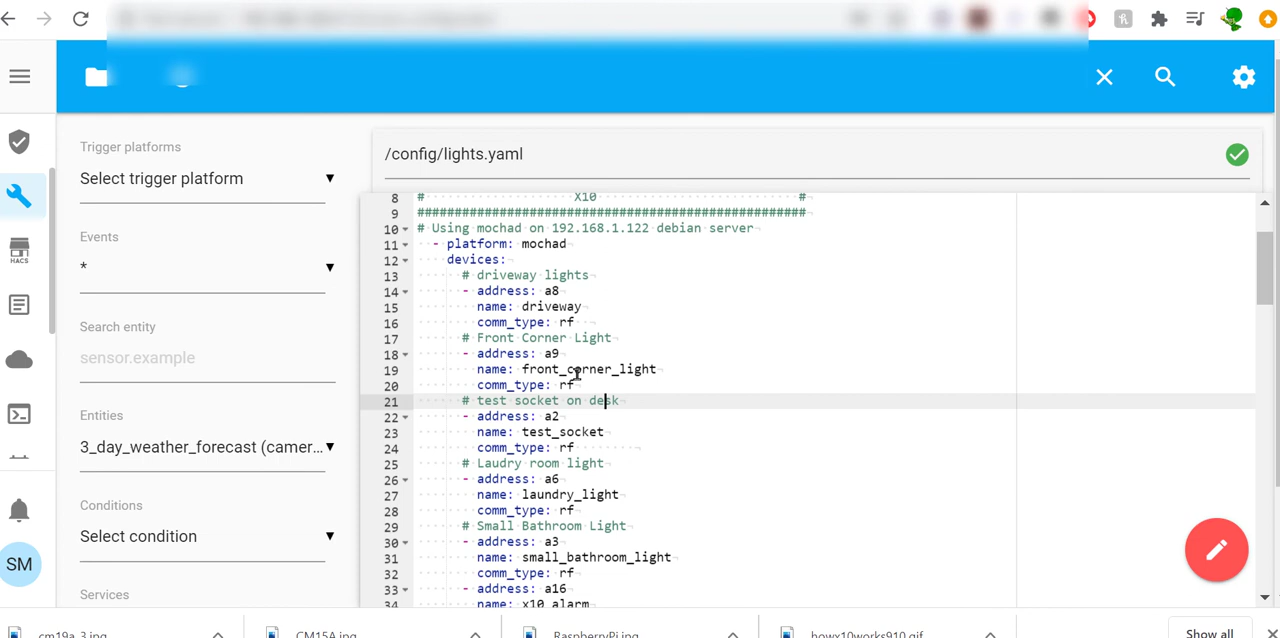 Trigger platforms
Select trigger platform
Events
*
Search entity
sensor.example
Entities
3_day_weather_forecast (camer...
Conditions
Select condition
Services
HACS
SM
/config/lights.yaml
8 # X10 #
9 ####################################################
10 # Using mochad on 192.168.1.122 debian server
11 - platform: mochad
12 devices:
13 # driveway lights
14 - address: a8
15 name: driveway
16 comm_type: rf
17 # Front Corner Light
18 - address: a9
19 name: front_corner_light
20 comm_type: rf
21 # test socket on desk
22 - address: a2
23 name: test_socket
24 comm_type: rf
25 # Laudry room light
26 - address: a6
27 name: laundry_light
28 comm_type: rf
29 # Small Bathroom Light
30 - address: a3
31 name: small_bathroom_light
32 comm_type: rf
33 - address: a16
34 name: x10_alarm
cm19a_3.jpg
CM15A.jpg
RaspberryPi.jpg
howx10works910.gif
Show all